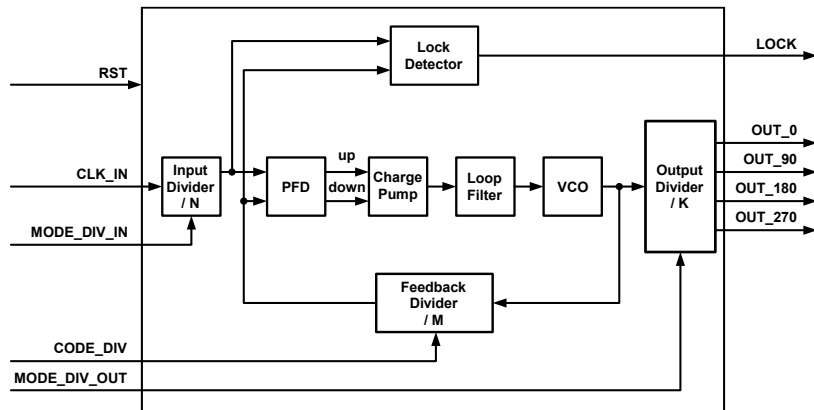 Lock
Detector
LOCK
RST
OUT_0
up
Input
Divider
/ N
CLK_IN
PFD
down
Charge
Pump
Loop
Filter
VCO
Output
Divider
/ K
OUT_90
OUT_180
OUT_270
MODE_DIV_IN
Feedback
Divider
/ M
CODE_DIV
MODE_DIV_OUT